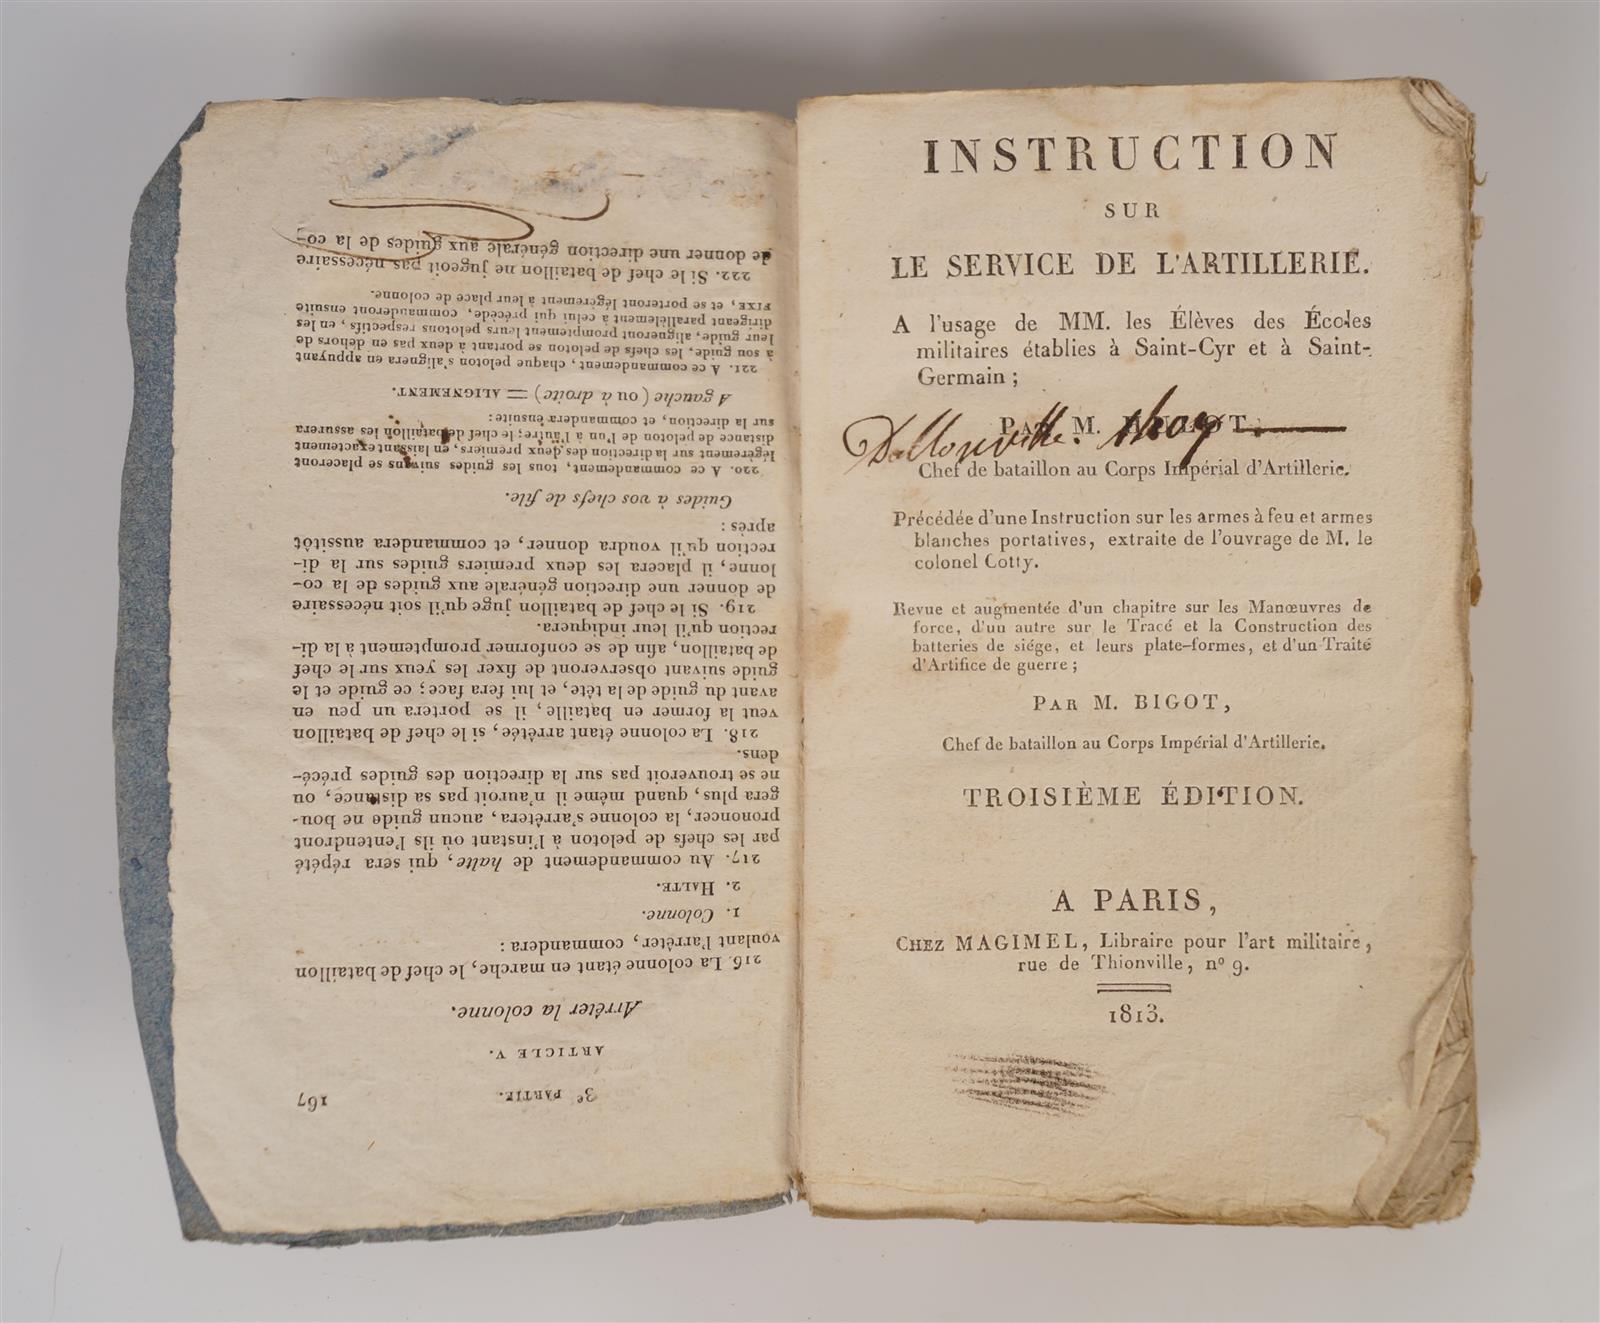 3e PARTIE. 167
ARTICLE V.
Arrêter la colonne.
216. La colonne étant en marche, le chef de bataillon
voulant l'arrêter, commandera :
1. Colonne.
2. HALTE.
217. Au commandement de halte, qui sera répété
par les chefs de peloton à l'instant où ils l'entendront
prononcer, la colonne s'arrêtera, aucun guide ne bou-
gera plus, quand même il n'auroit pas sa distance, ou
ne se trouveroit pas sur la direction des guides précé-
dens.
218. La colonne étant arrêtée, si le chef de bataillon
veut la former en bataille, il se portera un peu en
avant du guide de la tête, et lui fera face; ce guide et le
guide suivant observeront de fixer les yeux sur le chef
de bataillon, afin de se conformer promptement à la di-
rection qu'il leur indiquera.
219. Si le chef de bataillon juge qu'il soit nécessaire
de donner une direction générale aux guides de la co-
lonne, il placera les deux premiers guides sur la di-
rection qu'il voudra donner, et commandera aussitôt
après :
Guides à vos chefs de file.
220. A ce commandement, tous les guides suivans se placeront
légèrement sur la direction des deux premiers, en laissant exactement
distance de peloton de l'un à l'autre; le chef de bataillon les assurera
sur la direction, et commandera ensuite :
A gauche (ou à droite) = ALIGNEMENT.
221. A ce commandement, chaque peloton s'alignera en appuyant
à son guide, les chefs de peloton se portant à deux pas en dehors de
leur guide, aligneront promptement leurs pelotons respectifs, en les
dirigeant parallèlement à celui qui précède, commanderont ensuite
FIXE, et se porteront légèrement à leur place de colonne.
222. Si le chef de bataillon ne jugeoit pas nécessaire
de donner une direction générale aux guides de la co-
INSTRUCTION
SUR
LE SERVICE DE L'ARTILLERIE.
A l'usage de MM. les Élèves des Écoles
militaires établies à Saint-Cyr et à Saint-
Germain ;
PAR M.
Chef de bataillon au Corps Impérial d'Artillerie.
Précédée d'une Instruction sur les armes à feu et armes
blanches portatives, extraite de l'ouvrage de M. le
colonel Cotty.
Revue et augmentée d'un chapitre sur les Manœuvres de
force, d'un autre sur le Tracé et la Construction des
batteries de siége, et leurs plate-formes, et d'un Traité
d'Artifice de guerre ;
PAR M. BIGOT,
Chef de bataillon au Corps Impérial d'Artillerie.
TROISIÈME ÉDITION.
A PARIS,
CHEZ MAGIMEL, Libraire pour l'art militaire,
rue de Thionville, no 9.
1813.